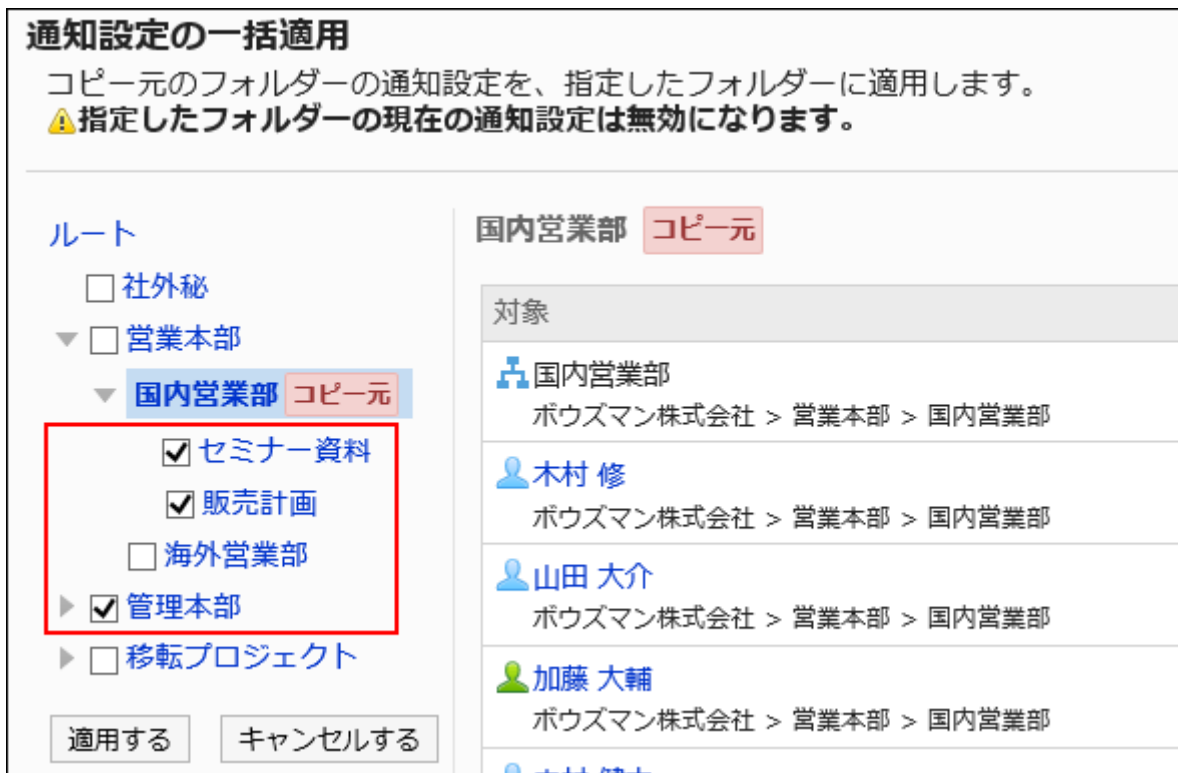 通知設定の一括適用
コピー元のフォルダーの通知設定を、指定したフォルダーに適用します。
指定したフォルダーの現在の通知設定は無効になります。
ルート
社外秘
営業本部
国内営業部 コピー元
セミナー資料
販売計画
海外営業部
管理本部
移転プロジェクト
適用する キャンセルする
国内営業部 コピー元
対象
国内営業部
ボウズマン株式会社 > 営業本部 > 国内営業部
木村 修
ボウズマン株式会社 > 営業本部 > 国内営業部
山田 大介
ボウズマン株式会社 > 営業本部 > 国内営業部
加藤 大輔
ボウズマン株式会社 > 営業本部 > 国内営業部